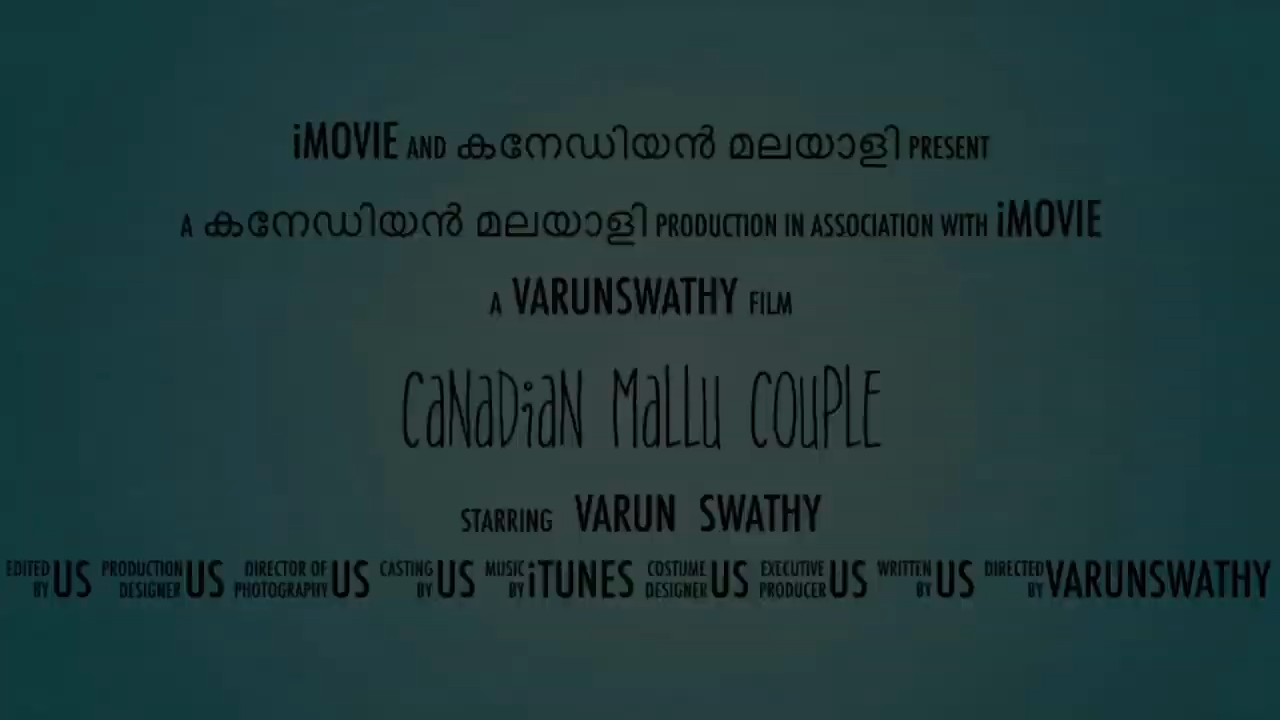 iMOVIE AND കനേഡിയൻ മലയാളി PRESENT
A കനേഡിയൻ മലയാളി PRODUCTION IN ASSOCIATION WITH iMOVIE
A VARUNSWATHY FILM
CANADIAN MALLU COUPLE
STARRING VARUN SWATHY
EDITED BY US PRODUCTION DESIGNER US DIRECTOR OF PHOTOGRAPHY US CASTING BY US MUSIC BY iTUNES COSTUME DESIGNER US EXECUTIVE PRODUCER US WRITTEN BY US DIRECTED BY VARUNSWATHY